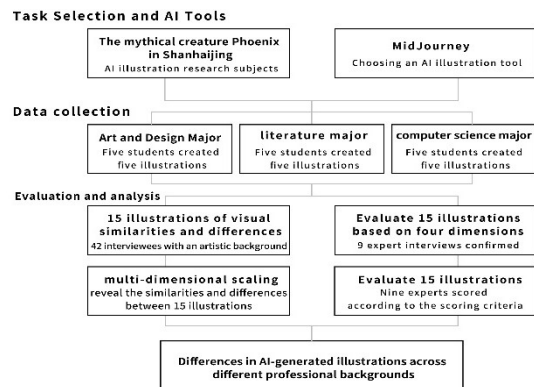 Task Selection and AI Tools
The mythical creature Phoenix
in Shanhaijing
AI illustration research subjects
MidJourney
Choosing an AI illustration tool
Data collection
Art and Design Major
Five students created
five illustrations
literature major
Five students created
five illustrations
computer science major
Five students created
five illustrations
Evaluation and analysis
15 illustrations of visual
similarities and differences
42 interviewees with an artistic background
Evaluate 15 illustrations
based on four dimensions
9 expert interviews confirmed
multi-dimensional scaling
reveal the similarities and differences
between 15 illustrations
Evaluate 15 illustrations
Nine experts scored
according to the scoring criteria
Differences in AI-generated illustrations across
different professional backgrounds